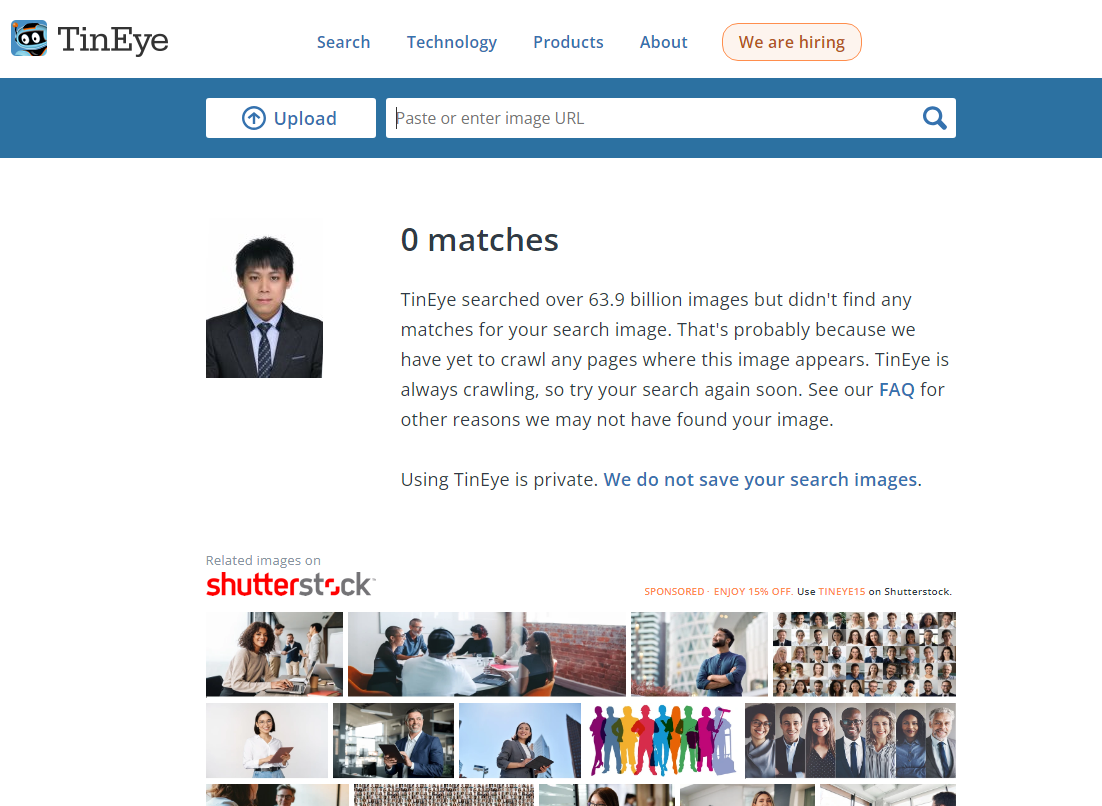 TinEye
Search
Technology
Products
About
We are hiring
Upload
Paste or enter image URL
0 matches
TinEye searched over 63.9 billion images but didn't find any
matches for your search image. That's probably because we
have yet to crawl any pages where this image appears. TinEye is
always crawling, so try your search again soon. See our FAQ for
other reasons we may not have found your image.
Using TinEye is private. We do not save your search images.
Related images on
shutterstock
SPONSORED · ENJOY 15% OFF. Use TINEYE15 on Shutterstock.